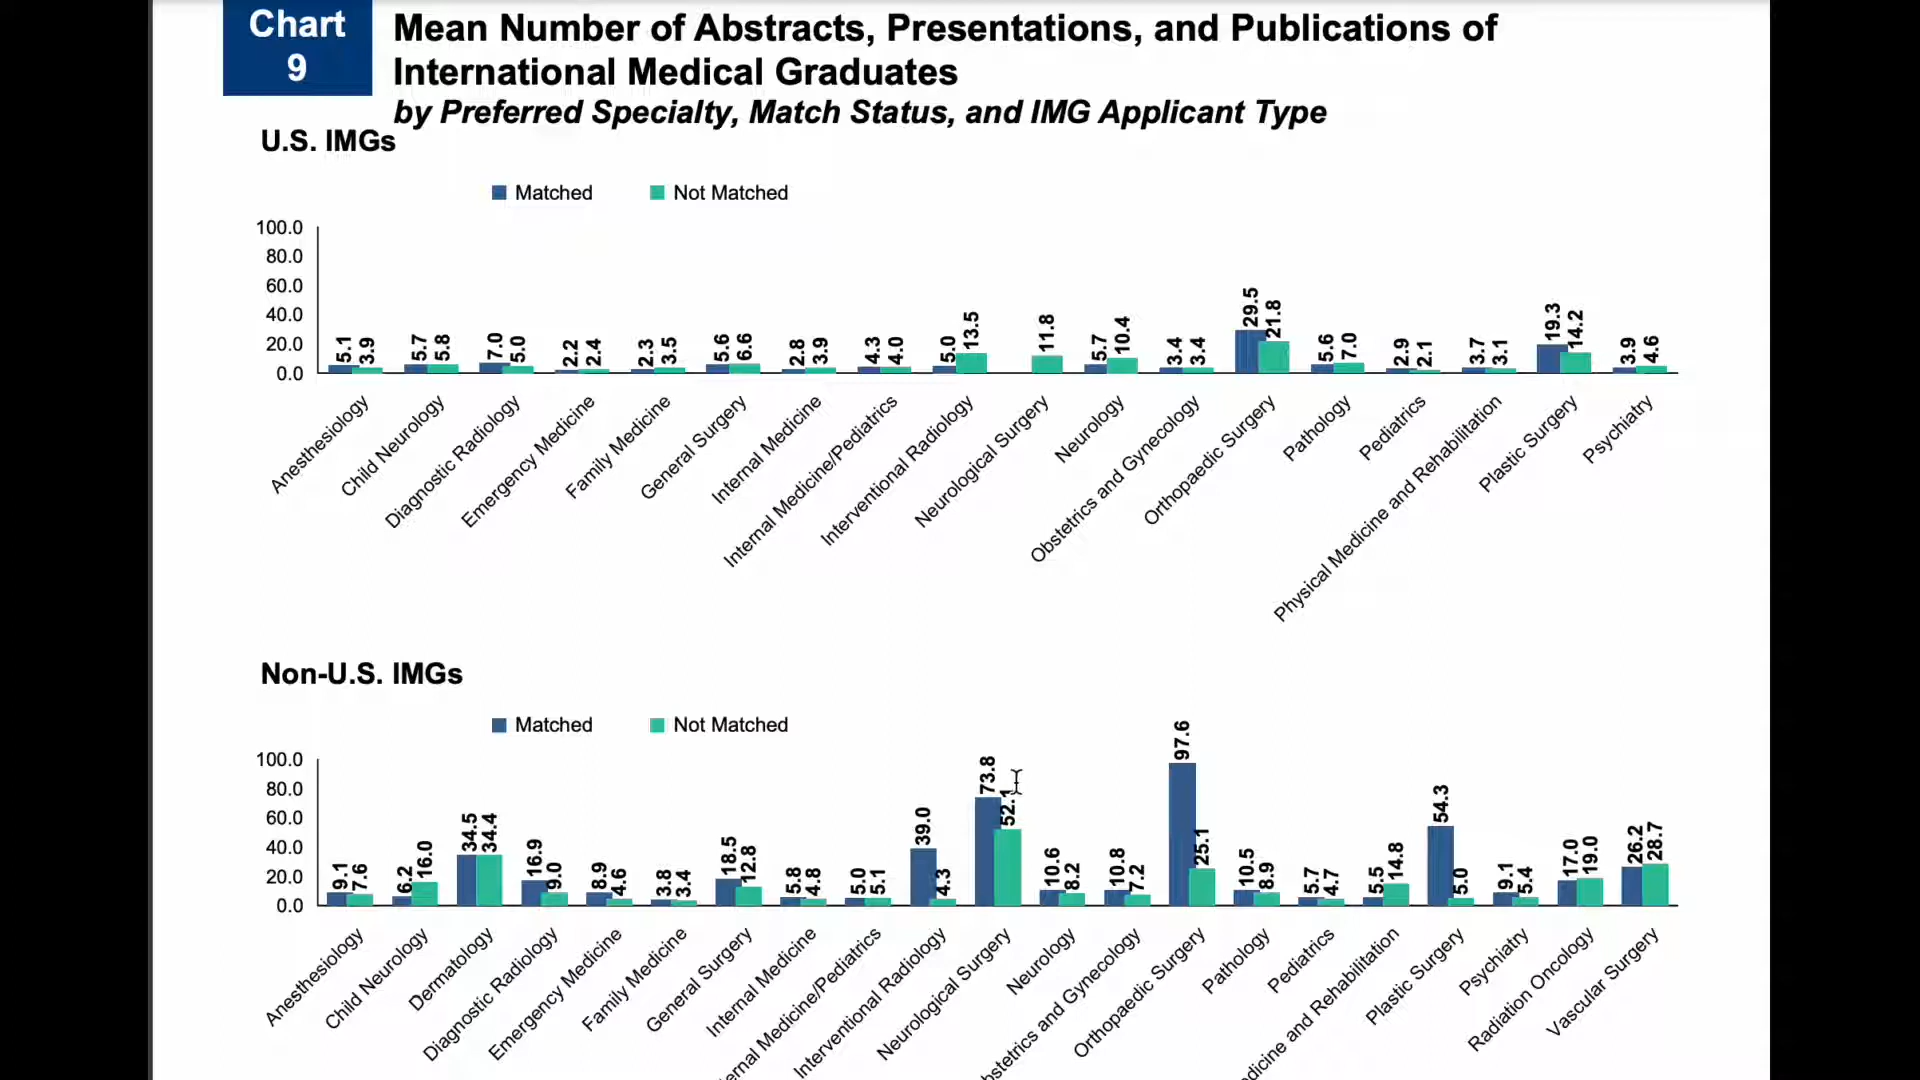 Chart
9
Mean Number of Abstracts, Presentations, and Publications of
International Medical Graduates
by Preferred Specialty, Match Status, and IMG Applicant Type
U.S. IMGs
Matched
Not Matched
100.0
80.0
60.0
40.0
20.0
0.0
5.1 3.9 5.7 5.8 7.0 5.0 2.2 2.4 2.3 3.5 5.6 6.6 2.8 3.9 4.3 4.0 5.0 13.5 11.8 5.7 10.4 3.4 3.4 29.5 21.8 5.6 7.0 2.9 2.1 3.7 3.1 19.3 14.2 3.9 4.6
Anesthesiology
Child Neurology
Diagnostic Radiology
Emergency Medicine
Family Medicine
General Surgery
Internal Medicine
Internal Medicine/Pediatrics
Interventional Radiology
Neurological Surgery
Neurology
Obstetrics and Gynecology
Orthopaedic Surgery
Pathology
Pediatrics
Physical Medicine and Rehabilitation
Plastic Surgery
Psychiatry
Non-U.S. IMGs
Matched
Not Matched
100.0
80.0
60.0
40.0
20.0
0.0
9.1 7.6 6.2 16.0 34.5 34.4 16.9 9.0 8.9 4.6 3.8 3.4 18.5 12.8 5.8 4.8 5.0 5.1 39.0 4.3 73.8 52.1 10.6 8.2 10.8 7.2 97.6 25.1 10.5 8.9 5.7 4.7 5.5 14.8 54.3 5.0 9.1 5.4 17.0 19.0 26.2 28.7
Anesthesiology
Child Neurology
Dermatology
Diagnostic Radiology
Emergency Medicine
Family Medicine
General Surgery
Internal Medicine
Medicine/Pediatrics
Interventional Radiology
Neurological Surgery
Neurology
and Gynecology
Orthopaedic Surgery
Pathology
Pediatrics
and Rehabilitation
Plastic Surgery
Psychiatry
Radiation Oncology
Vascular Surgery